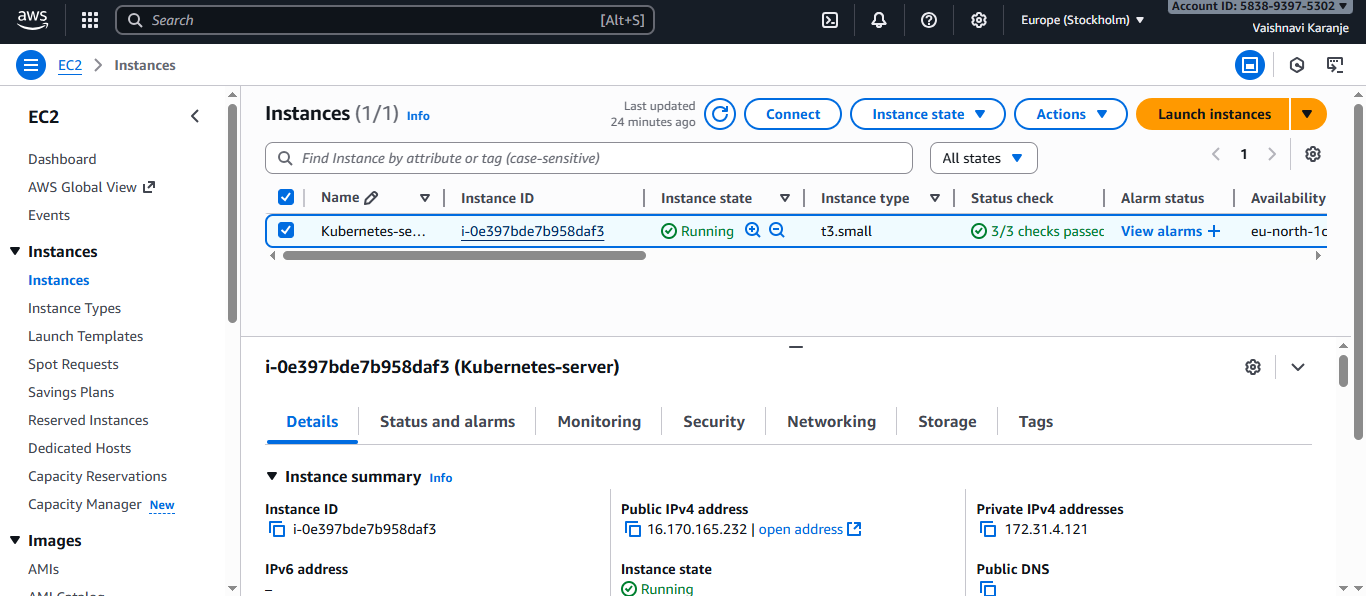 aws
Search [Alt+S]
Europe (Stockholm)
Account ID: 5838-9397-5302
Vaishnavi Karanje
EC2 Instances
EC2
Dashboard
AWS Global View
Events
Instances
Instances
Instance Types
Launch Templates
Spot Requests
Savings Plans
Reserved Instances
Dedicated Hosts
Capacity Reservations
Capacity Manager New
Images
AMIs
AMI Catalog
Instances (1/1) Info
Last updated
24 minutes ago
Connect
Instance state
Actions
Launch instances
Find Instance by attribute or tag (case-sensitive)
All states
1
Name Instance ID Instance state Instance type Status check Alarm status Availability
Kubernetes-se... i-0e397bde7b958daf3 Running t3.small 3/3 checks passed View alarms + eu-north-1c
i-0e397bde7b958daf3 (Kubernetes-server)
Details Status and alarms Monitoring Security Networking Storage Tags
Instance summary Info
Instance ID
i-0e397bde7b958daf3
Public IPv4 address
16.170.165.232 | open address
Private IPv4 addresses
172.31.4.121
IPv6 address
–
Instance state
Running
Public DNS